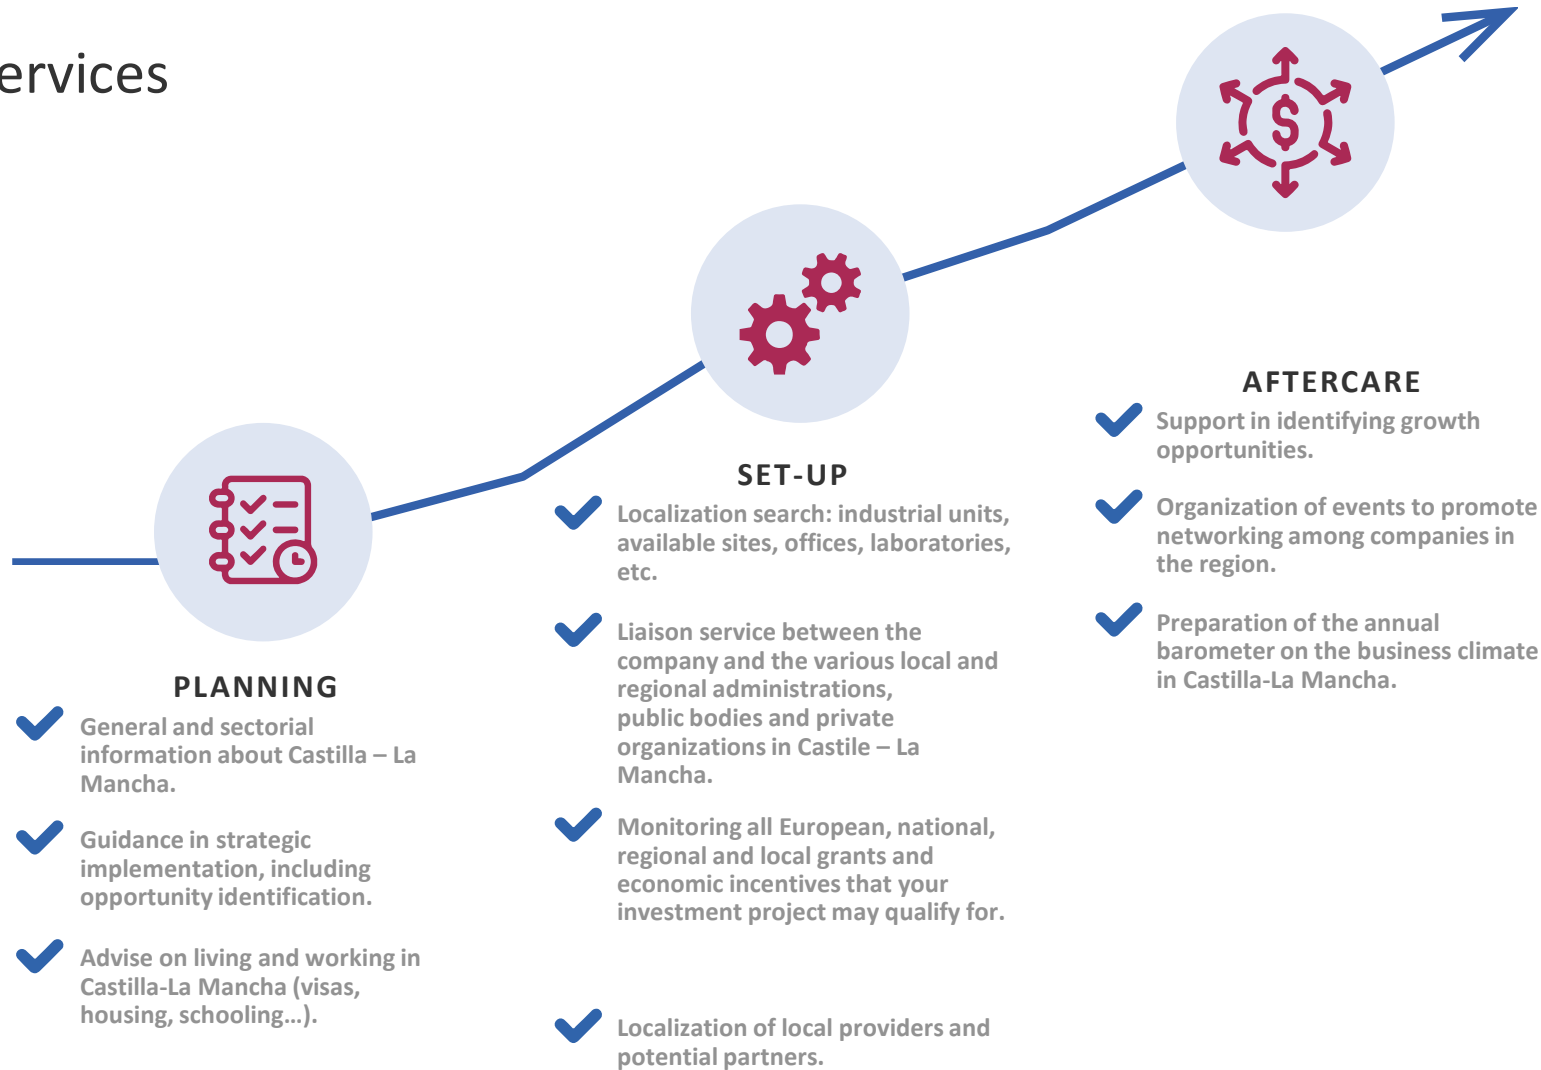 ervices
PLANNING
General and sectorial
information about Castilla – La
Mancha.
Guidance in strategic
implementation, including
opportunity identification.
Advise on living and working in
Castilla-La Mancha (visas,
housing, schooling…).
SET-UP
Localization search: industrial units,
available sites, offices, laboratories,
etc.
Liaison service between the
company and the various local and
regional administrations,
public bodies and private
organizations in Castile – La
Mancha.
Monitoring all European, national,
regional and local grants and
economic incentives that your
investment project may qualify for.
Localization of local providers and
potential partners.
AFTERCARE
Support in identifying growth
opportunities.
Organization of events to promote
networking among companies in
the region.
Preparation of the annual
barometer on the business climate
in Castilla-La Mancha.
$